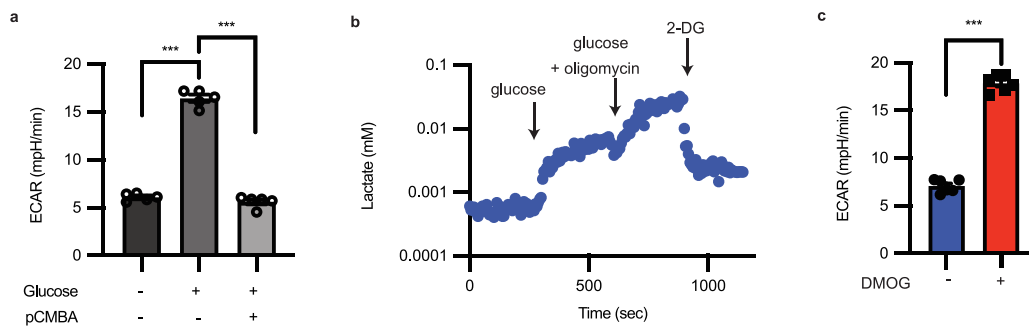 a
***
***
20
15
10
5
0
ECAR (mpH/min)
Glucose - + +
pCMBA - - +
b
2-DG
glucose
+ oligomycin
glucose
0.1
0.01
0.001
0.0001
Lactate (mM)
0 500 1000
Time (sec)
c
***
20
15
10
5
0
ECAR (mpH/min)
DMOG - +